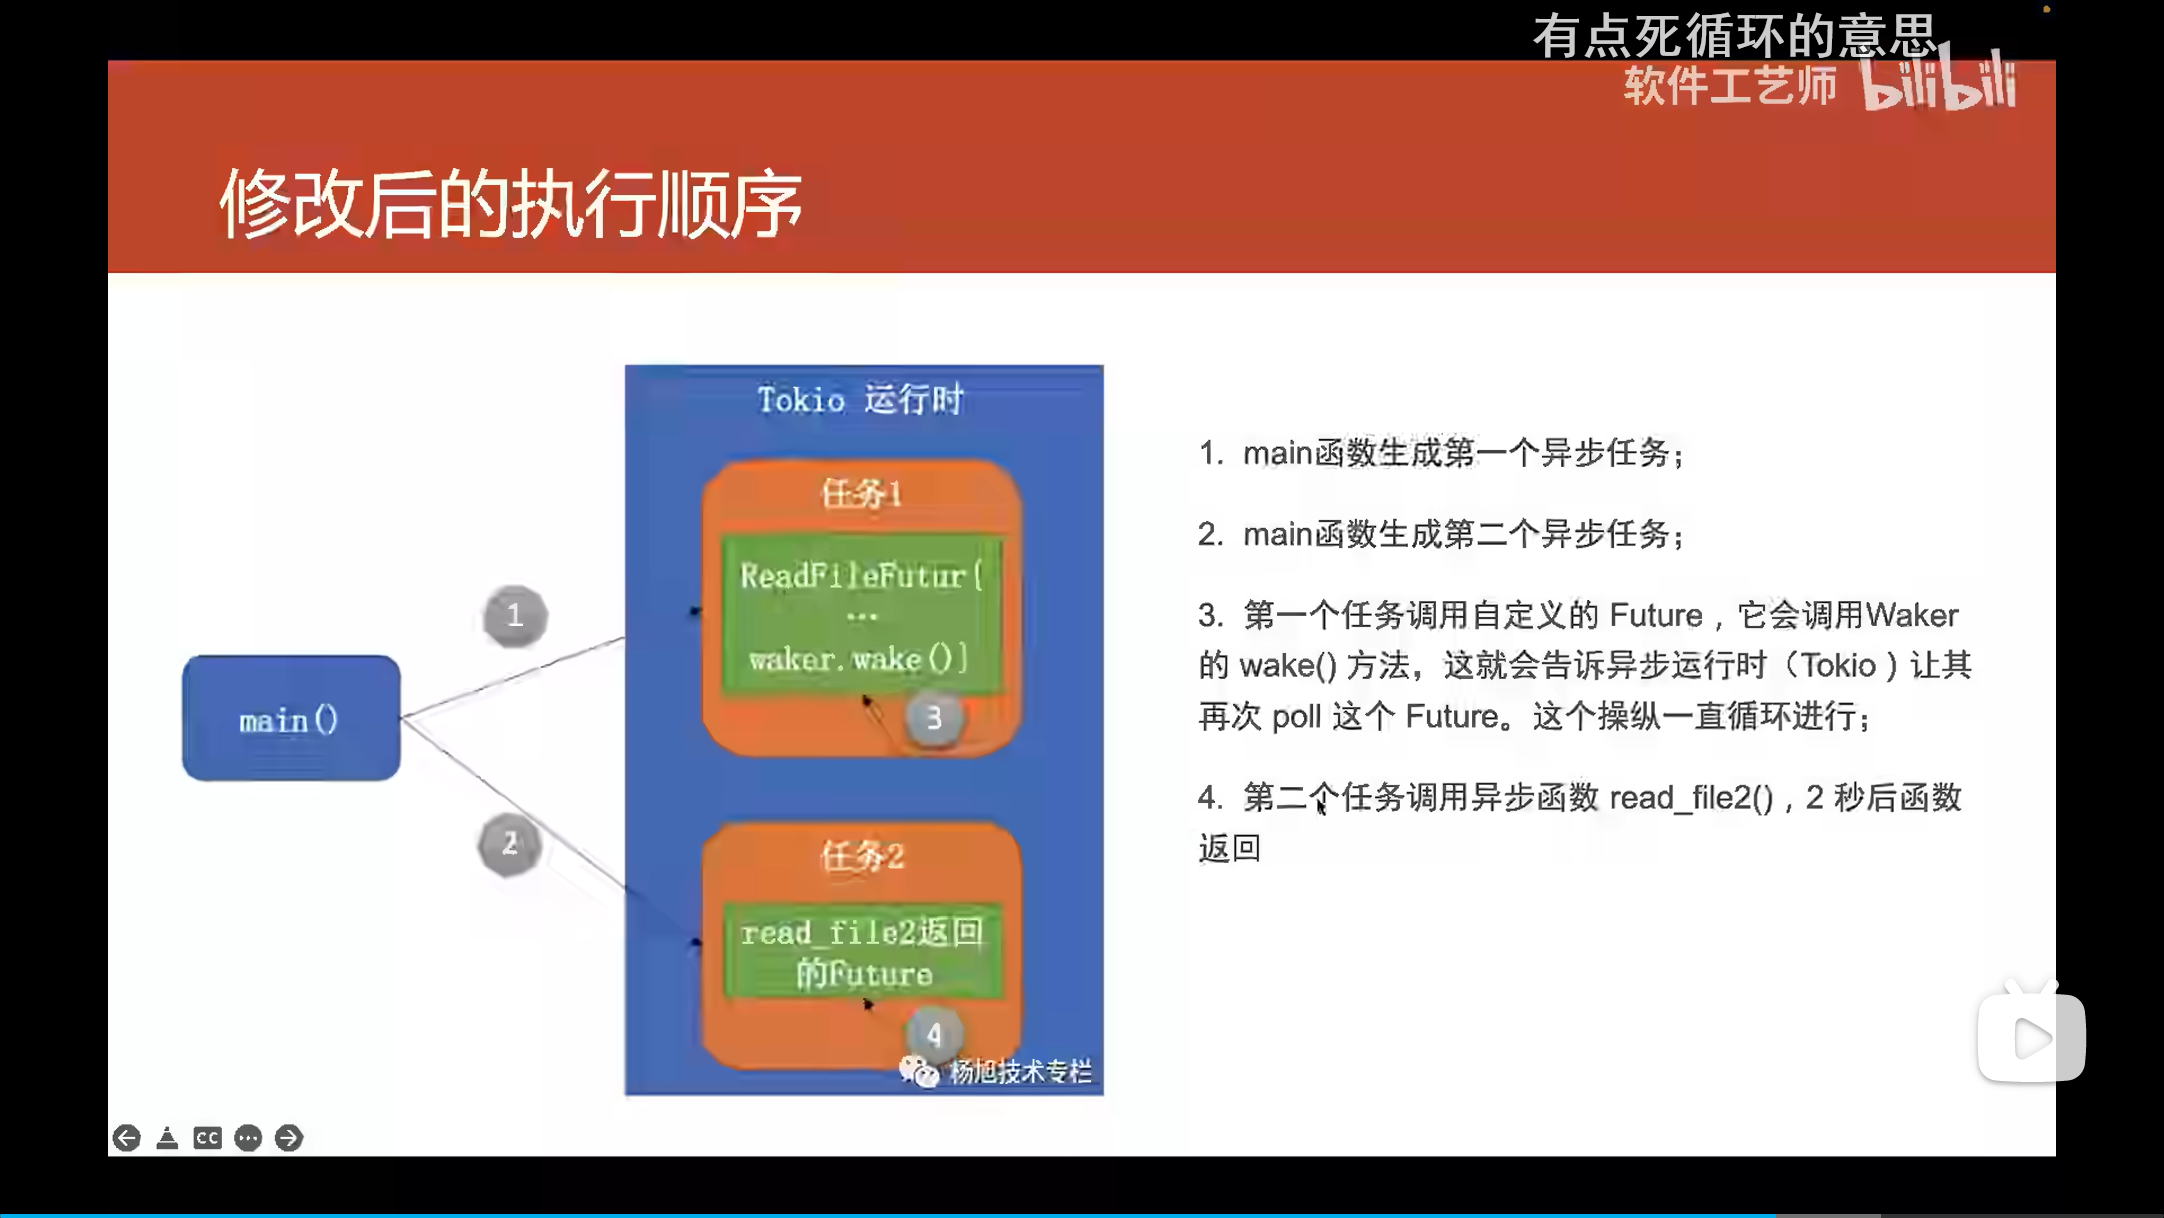 有点死循环的意思
软件工艺师 bilibili
修改后的执行顺序
Tokio 运行时
任务1
ReadFileFutur{
...
waker.wake()}
1
main()
3
2
任务2
read_file2返回
的Future
4
杨旭技术专栏
1. main函数生成第一个异步任务；
2. main函数生成第二个异步任务；
3. 第一个任务调用自定义的 Future，它会调用Waker
的 wake() 方法，这就会告诉异步运行时（Tokio ）让其
再次 poll 这个 Future。这个操纵一直循环进行；
4. 第二个任务调用异步函数 read_file2()，2 秒后函数
返回
CC